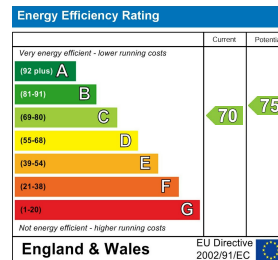 Energy Efficiency Rating
Current
Very energy efficient - lower running costs
(92 plus) A
(81-91) B
(69-80) C
(55-68) D
(39-54) E
(21-38) F
(1-20) G
70
75
Not energy efficient - higher running costs
England & Wales
EU Directive
2002/91/EC